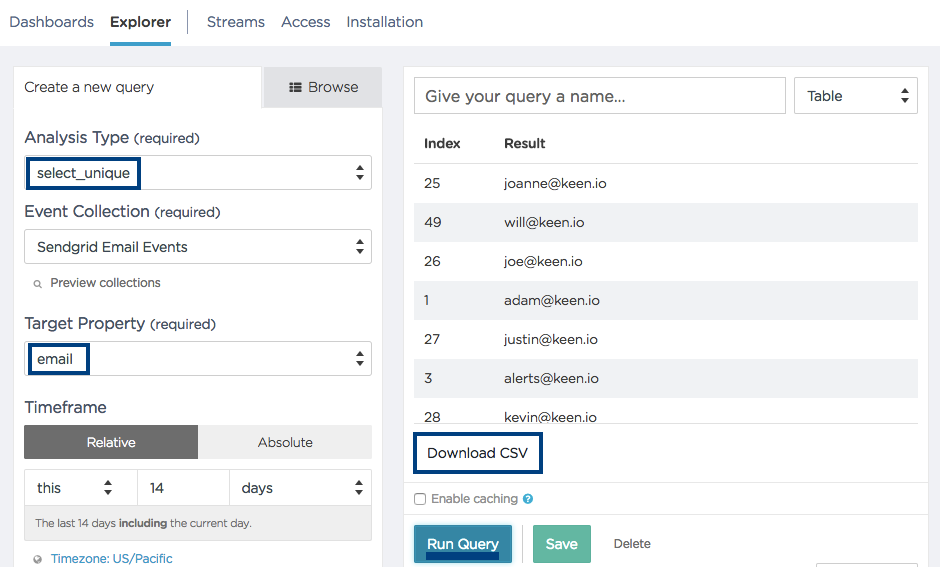 Dashboards Explorer Streams Access Installation
Create a new query
Browse
Analysis Type (required)
select_unique
Event Collection (required)
Sendgrid Email Events
Preview collections
Target Property (required)
email
Timeframe
Relative Absolute
this 14 days
The last 14 days including the current day.
Timezone: US/Pacific
Give your query a name...
Table
Index Result
25 joanne@keen.io
49 will@keen.io
26 joe@keen.io
1 adam@keen.io
27 justin@keen.io
3 alerts@keen.io
28 kevin@keen.io
Download CSV
Enable caching ?
Run Query Save Delete